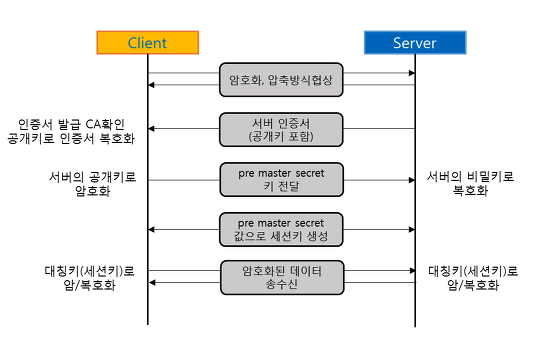 Client
Server
암호화, 압축방식협상
인증서 발급 CA확인
공개키로 인증서 복호화
서버 인증서
(공개키 포함)
서버의 공개키로
암호화
pre master secret
키 전달
서버의 비밀키로
복호화
pre master secret
값으로 세션키 생성
대칭키(세션키)로
암/복호화
암호화된 데이터
송수신
대칭키(세션키)로
암/복호화